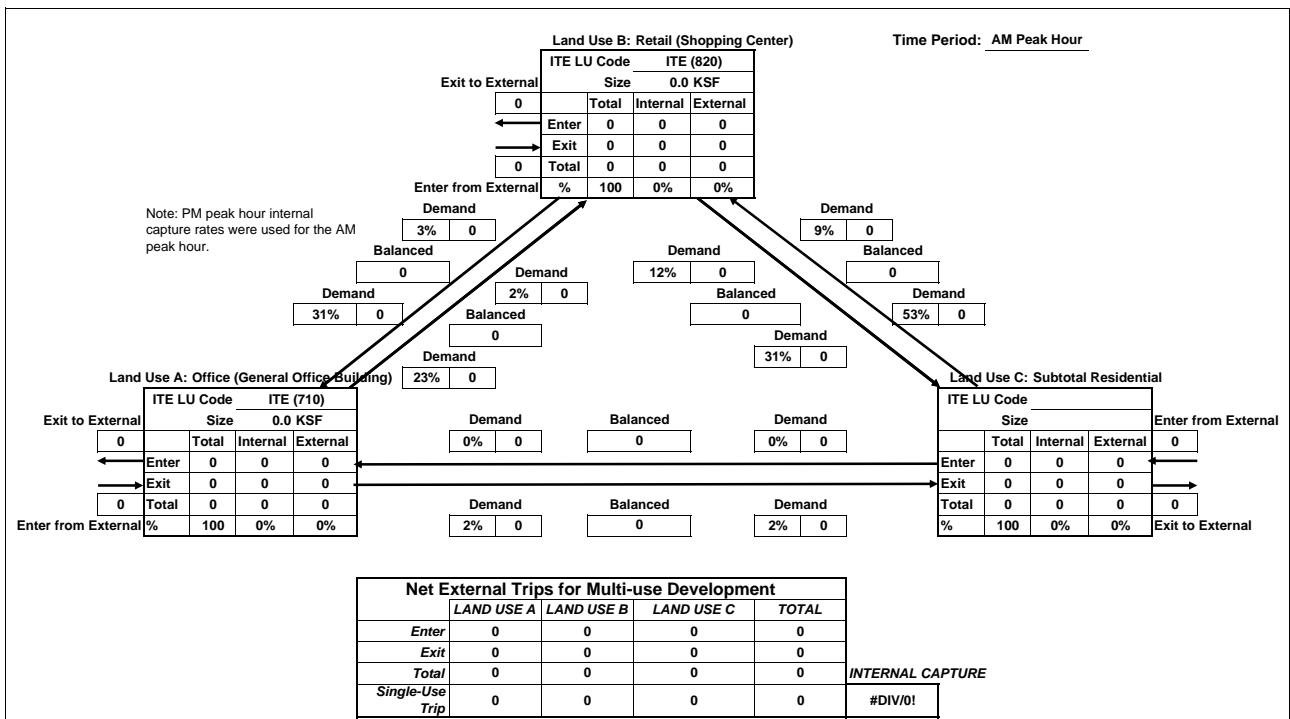 Land Use B: Retail (Shopping Center)
Time Period: AM Peak Hour
ITE LU Code ITE (820)
Exit to External Size 0.0 KSF
0 Total Internal External
Enter 0 0 0
Exit 0 0 0
0 Total 0 0 0
Enter from External % 100 0% 0%
Note: PM peak hour internal
capture rates were used for the AM
peak hour.
Demand
3% 0
Balanced
0
Demand
31% 0
Demand
2% 0
Balanced
0
Demand
23% 0
Demand
12% 0
Balanced
0
Demand
31% 0
Demand
9% 0
Balanced
0
Demand
53% 0
Land Use A: Office (General Office Building)
ITE LU Code ITE (710)
Exit to External Size 0.0 KSF
0 Total Internal External
Enter 0 0 0
Exit 0 0 0
0 Total 0 0 0
Enter from External % 100 0% 0%
Demand Balanced Demand
0% 0 0 0% 0
Demand Balanced Demand
2% 0 0 2% 0
Land Use C: Subtotal Residential
ITE LU Code
Size Enter from External
Total Internal External 0
Enter 0 0 0
Exit 0 0 0
Total 0 0 0 0
% 100 0% 0% Exit to External
Net External Trips for Multi-use Development
LAND USE A LAND USE B LAND USE C TOTAL
Enter 0 0 0 0
Exit 0 0 0 0
Total 0 0 0 0 INTERNAL CAPTURE
Single-Use
Trip 0 0 0 0 #DIV/0!